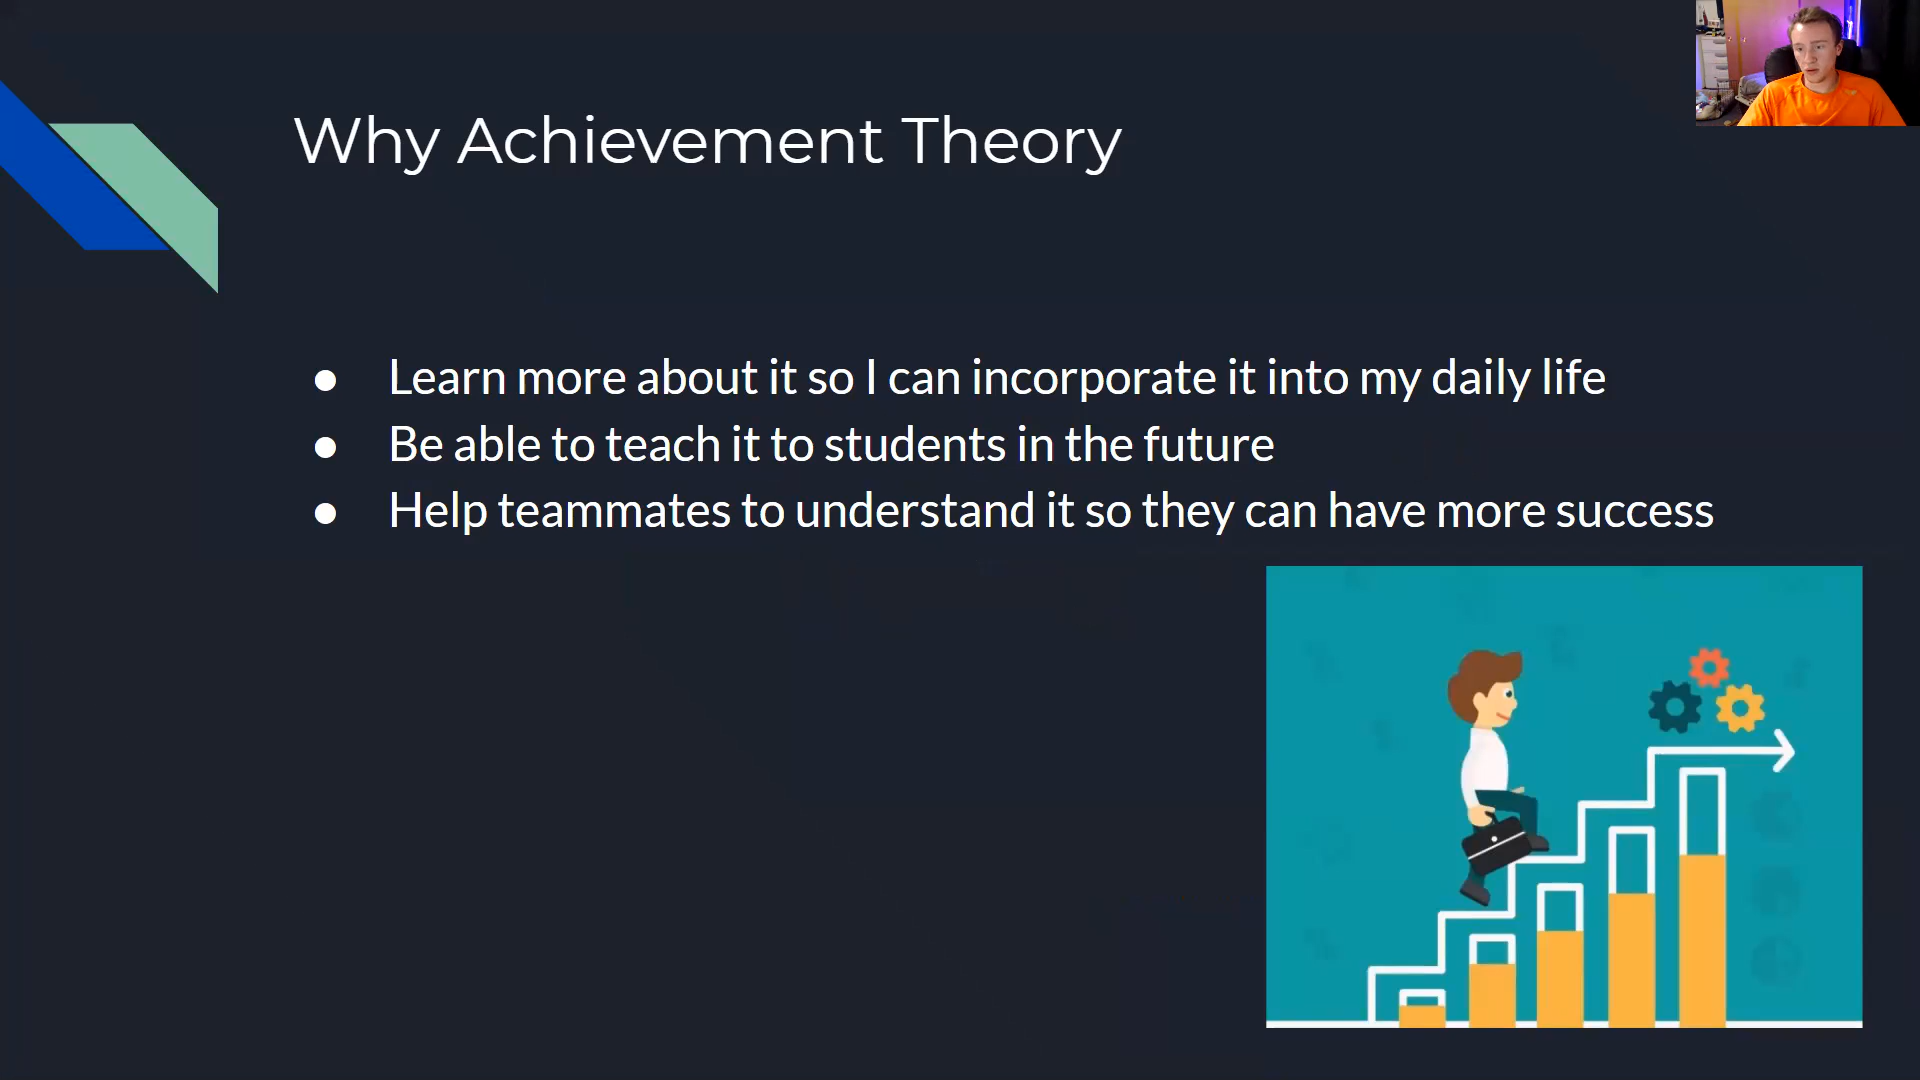 Why Achievement Theory
● Learn more about it so I can incorporate it into my daily life
● Be able to teach it to students in the future
● Help teammates to understand it so they can have more success